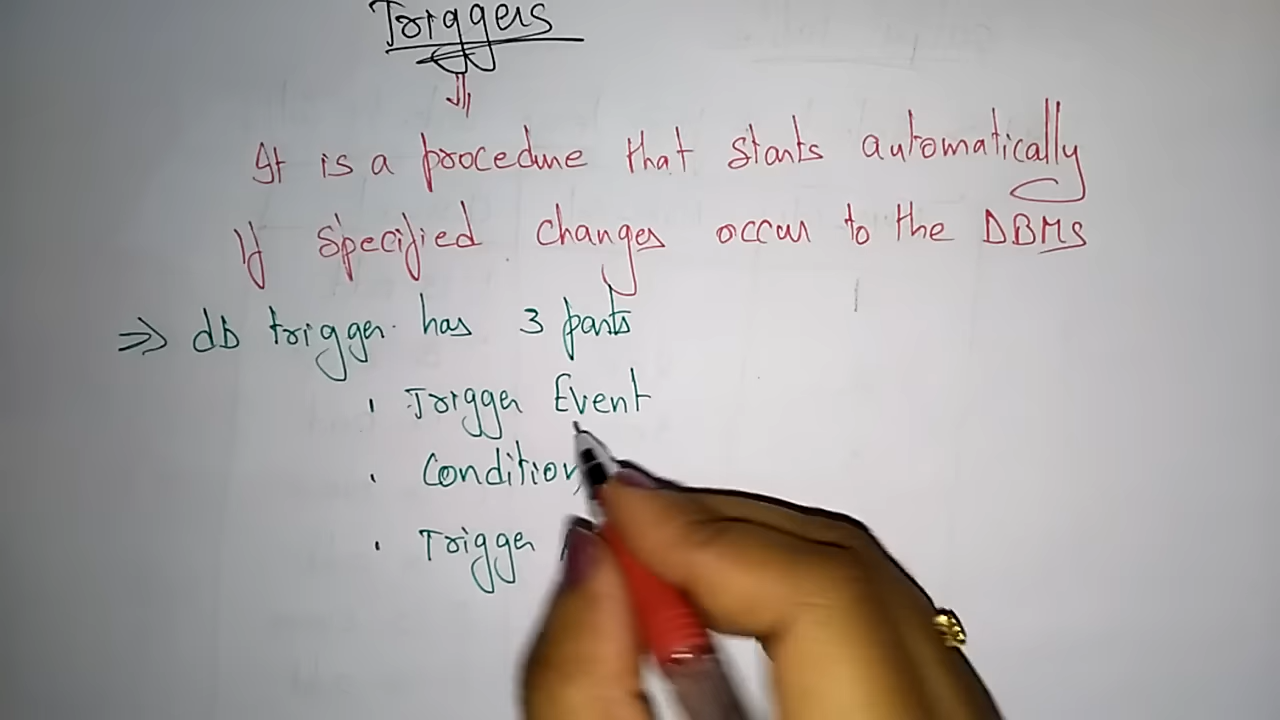 Triggers
It is a procedure that starts automatically
If specified changes occur to the DBMS
⇒ db trigger has 3 parts
. Trigger Event
. Condition
. Trigger